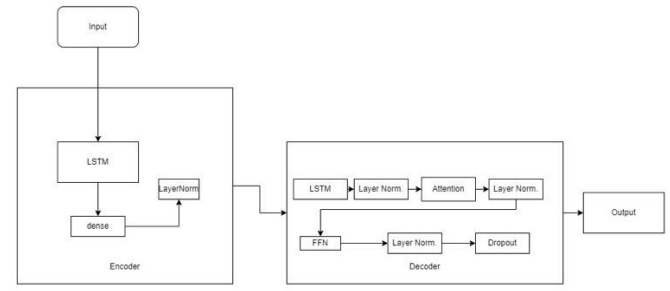 Input
LSTM
LayerNorm
dense
Encoder
LSTM
Layer Norm.
Attention
Layer Norm.
FFN
Layer Norm.
Dropout
Decoder
Output